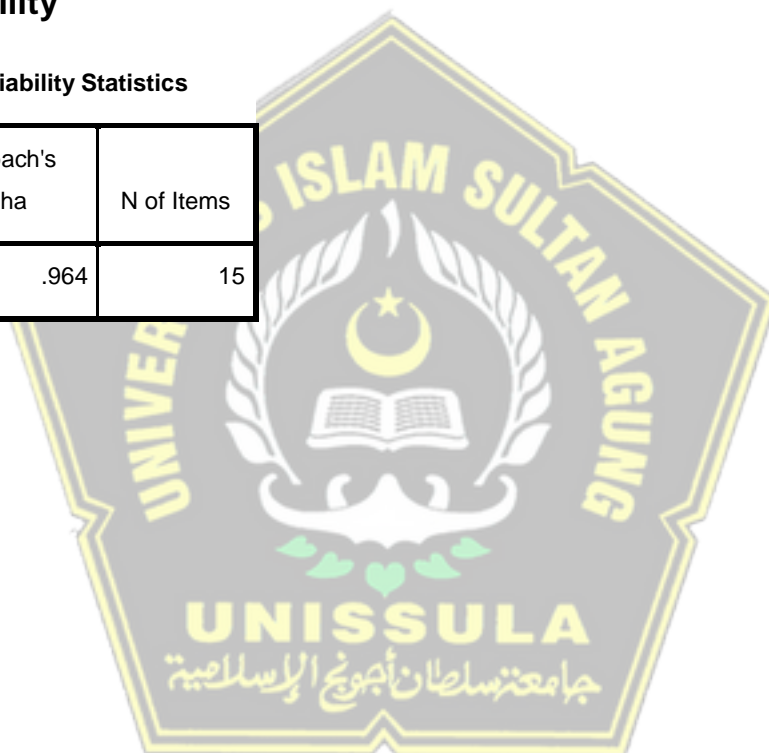 ility
iability Statistics
ach's
ha
N of Items
.964
15
UNIVER S ISLAM SULTAN AGUNG
UNISSULA
جامعة سلطان أجونج الإسلامية